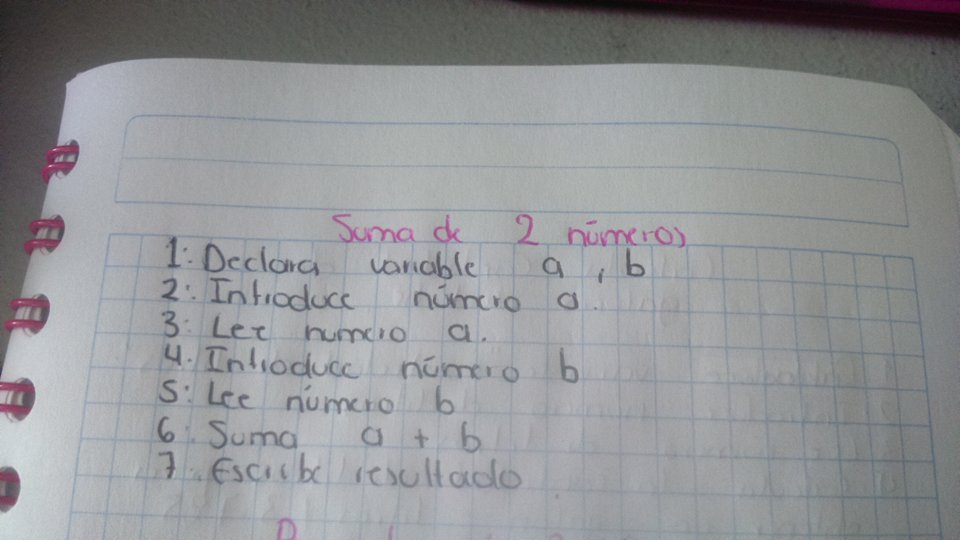 Suma de 2 números
1: Declara variable a, b
2: Introduce número a.
3: Lee numero a.
4. Introduce número b
5: Lee número b
6: Suma a + b
7. Escribe resultado